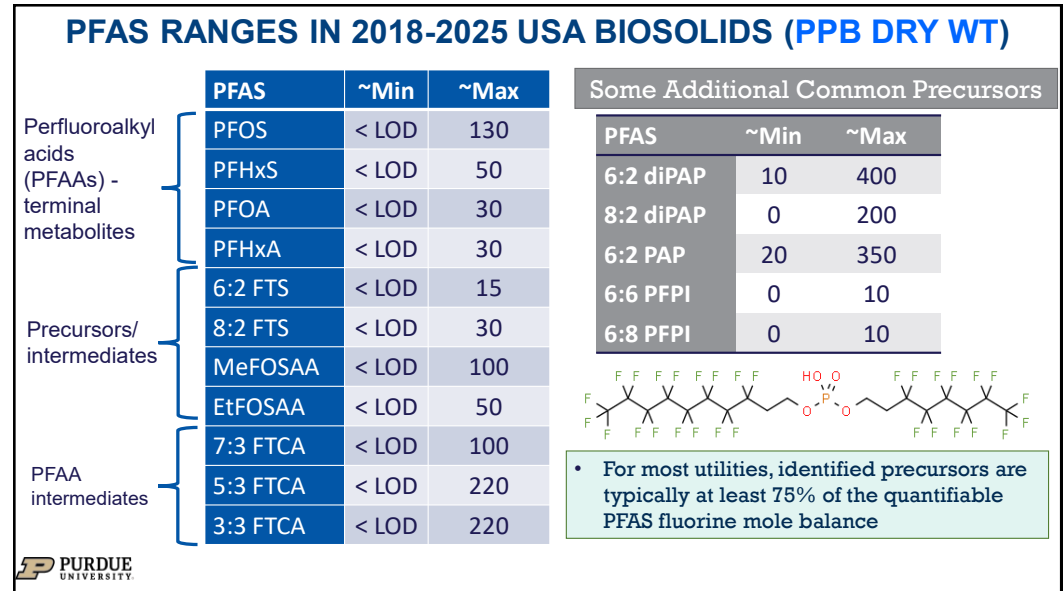 PFAS RANGES IN 2018-2025 USA BIOSOLIDS (PPB DRY WT)
PFAS ~Min ~Max
Perfluoroalkyl
acids
(PFAAs) -
terminal
metabolites
PFOS < LOD 130
PFHxS < LOD 50
PFOA < LOD 30
PFHxA < LOD 30
Precursors/
intermediates
6:2 FTS < LOD 15
8:2 FTS < LOD 30
MeFOSAA < LOD 100
EtFOSAA < LOD 50
PFAA
intermediates
7:3 FTCA < LOD 100
5:3 FTCA < LOD 220
3:3 FTCA < LOD 220
Some Additional Common Precursors
PFAS ~Min ~Max
6:2 diPAP 10 400
8:2 diPAP 0 200
6:2 PAP 20 350
6:6 PFPI 0 10
6:8 PFPI 0 10
F F F F F F F HO O F F F F F
F O P O F
F F
F F F F F F F F F F F
• For most utilities, identified precursors are
typically at least 75% of the quantifiable
PFAS fluorine mole balance
P PURDUE
UNIVERSITY.